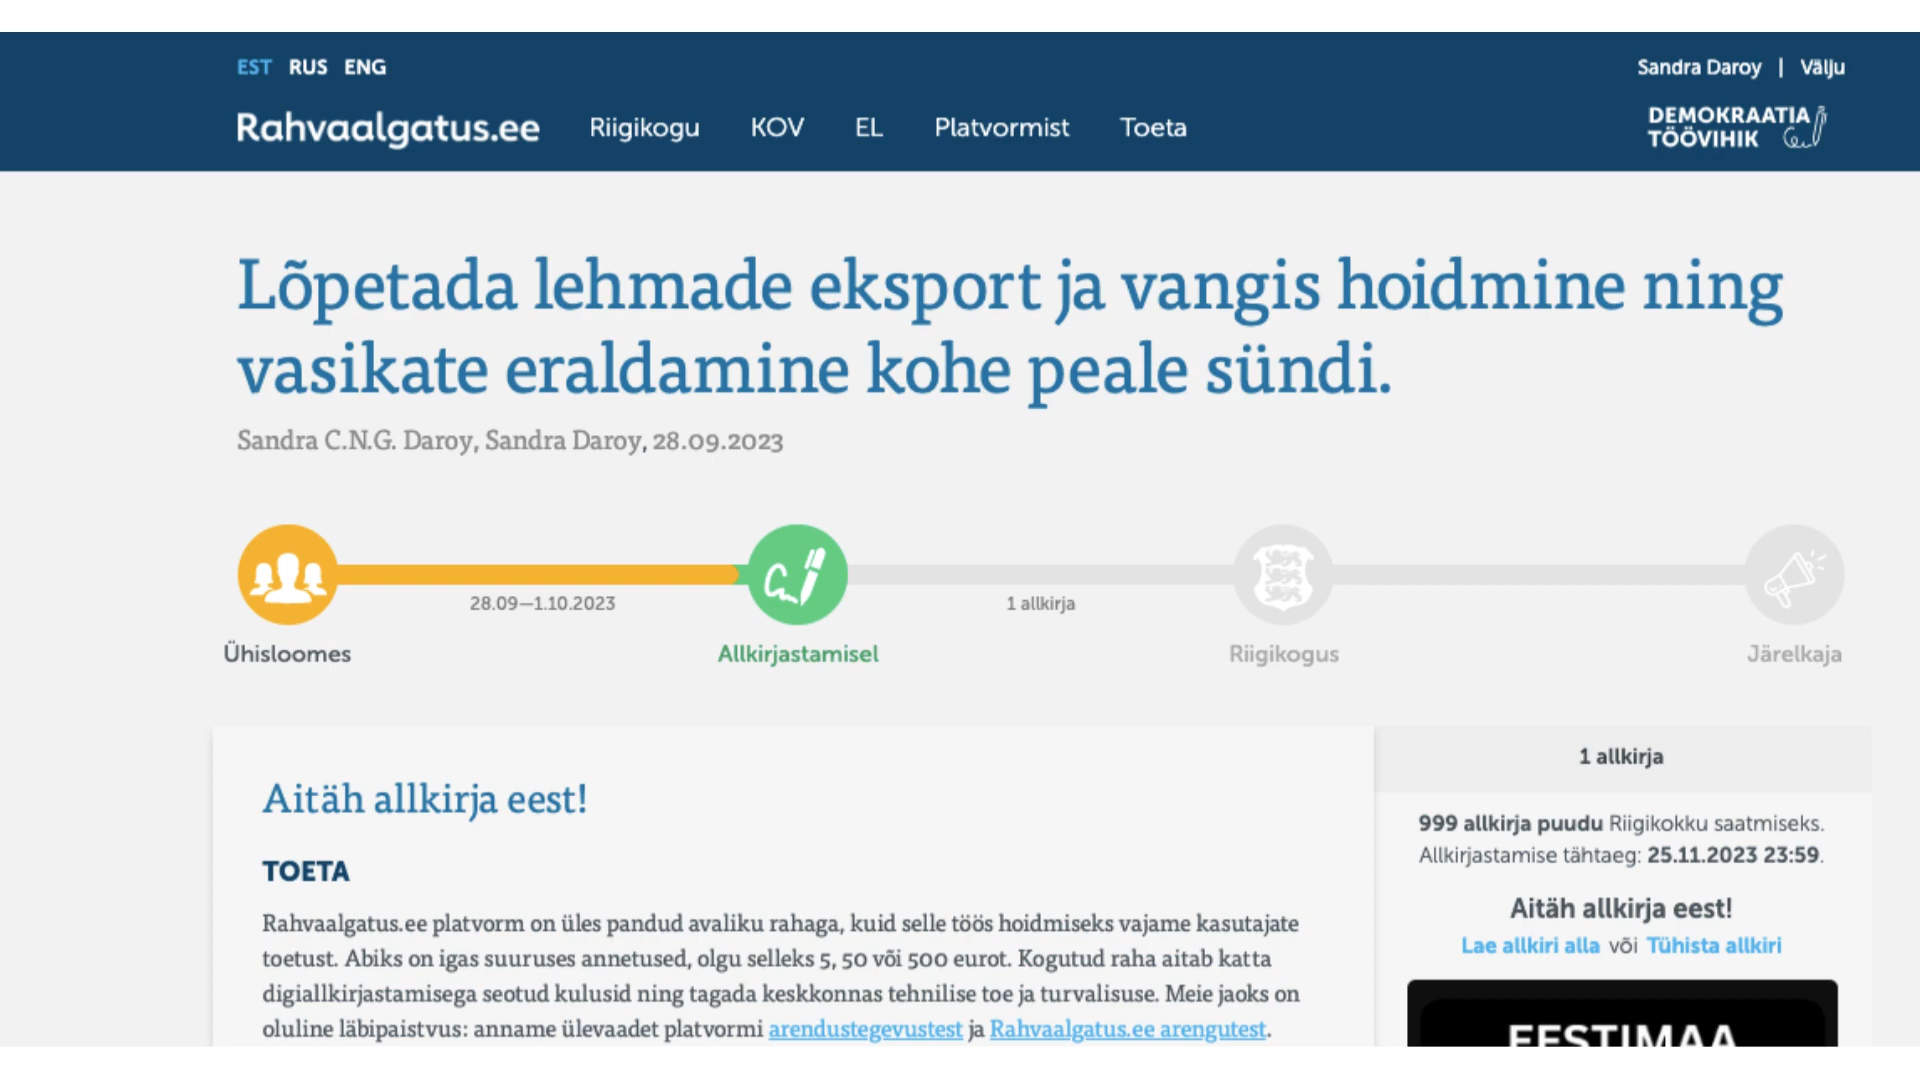 EST RUS ENG
Sandra Daroy | Välju
Rahvaalgatus.ee Riigikogu KOV EL Platvormist Toeta
DEMOKRAATIA
TÖÖVIHIK
Lõpetada lehmade eksport ja vangis hoidmine ning
vasikate eraldamine kohe peale sündi.
Sandra C.N.G. Daroy, Sandra Daroy, 28.09.2023
28.09—1.10.2023
1 allkirja
Ühisloomes
Allkirjastamisel
Riigikogus
Järelkaja
Aitäh allkirja eest!
TOETA
Rahvaalgatus.ee platvorm on üles pandud avaliku rahaga, kuid selle töös hoidmiseks vajame kasutajate
toetust. Abiks on igas suuruses annetused, olgu selleks 5, 50 või 500 eurot. Kogutud raha aitab katta
digiallkirjastamisega seotud kulusid ning tagada keskkonnas tehnilise toe ja turvalisuse. Meie jaoks on
oluline läbipaistvus: anname ülevaadet platvormi arendustegevustest ja Rahvaalgatus.ee arengutest.
1 allkirja
999 allkirja puudu Riigikokku saatmiseks.
Allkirjastamise tähtaeg: 25.11.2023 23:59.
Aitäh allkirja eest!
Lae allkiri alla või Tühista allkiri
EESTIMAA